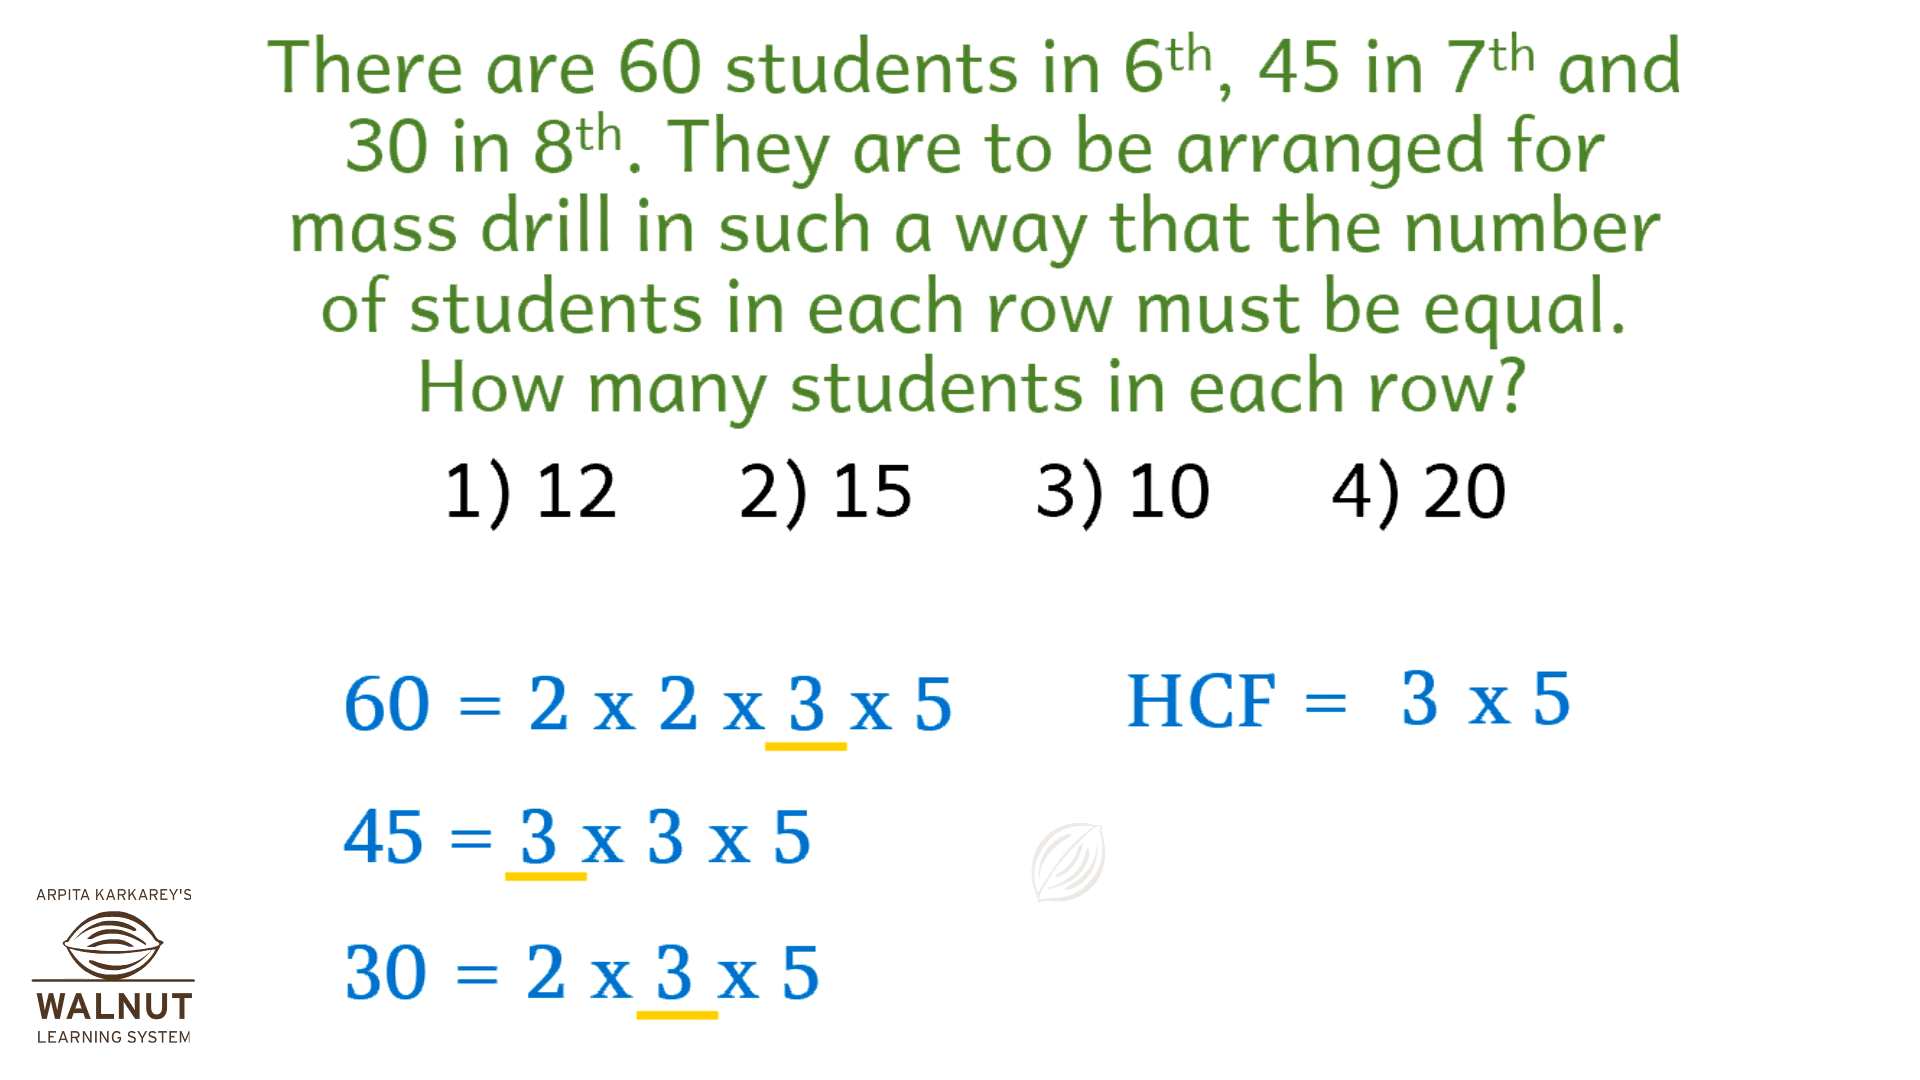 There are 60 students in 6th, 45 in 7th and
30 in 8th. They are to be arranged for
mass drill in such a way that the number
of students in each row must be equal.
How many students in each row?
1) 12 2) 15 3) 10 4) 20
60 = 2 x 2 x 3 x 5 HCF = 3 x 5
45 = 3 x 3 x 5
30 = 2 x 3 x 5
ARPITA KARKAREY'S
WALNUT
LEARNING SYSTEM